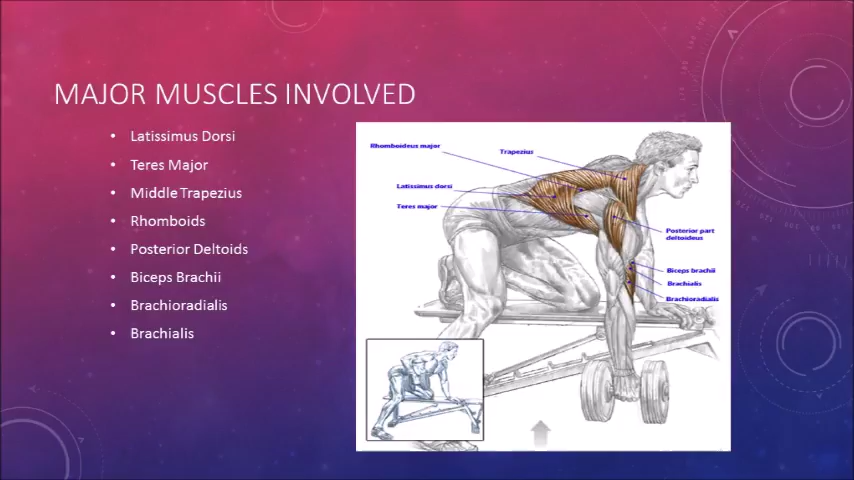 MAJOR MUSCLES INVOLVED
• Latissimus Dorsi
• Teres Major
• Middle Trapezius
• Rhomboids
• Posterior Deltoids
• Biceps Brachii
• Brachioradialis
• Brachialis
Rhomboideus major
Trapezius
Latissimus dorsi
Teres major
Posterior part
deltoideus
Biceps brachii
Brachialis
Brachioradialis